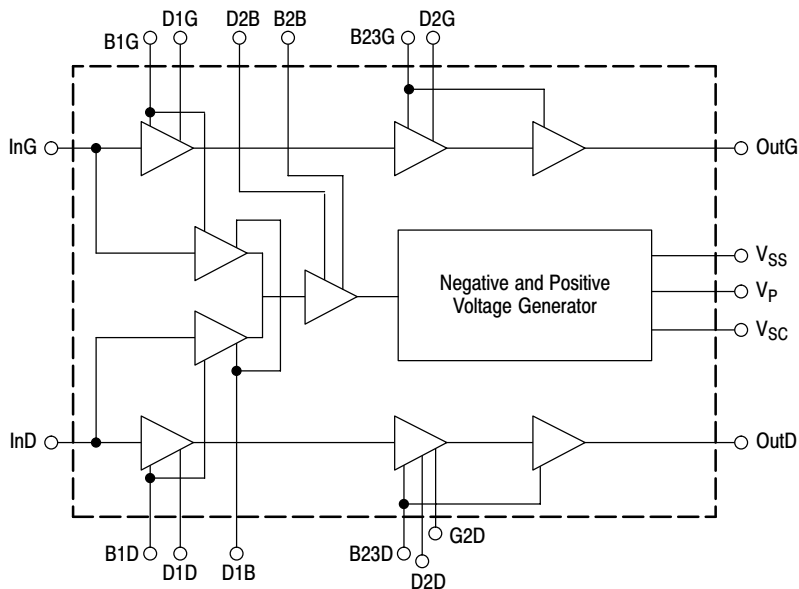 D1G
D2B
B2B
D2G
B1G
B23G
InG
OutG
Negative and Positive
Voltage Generator
VSS
VP
VSC
InD
OutD
B1D
D1D
D1B
B23D
G2D
D2D